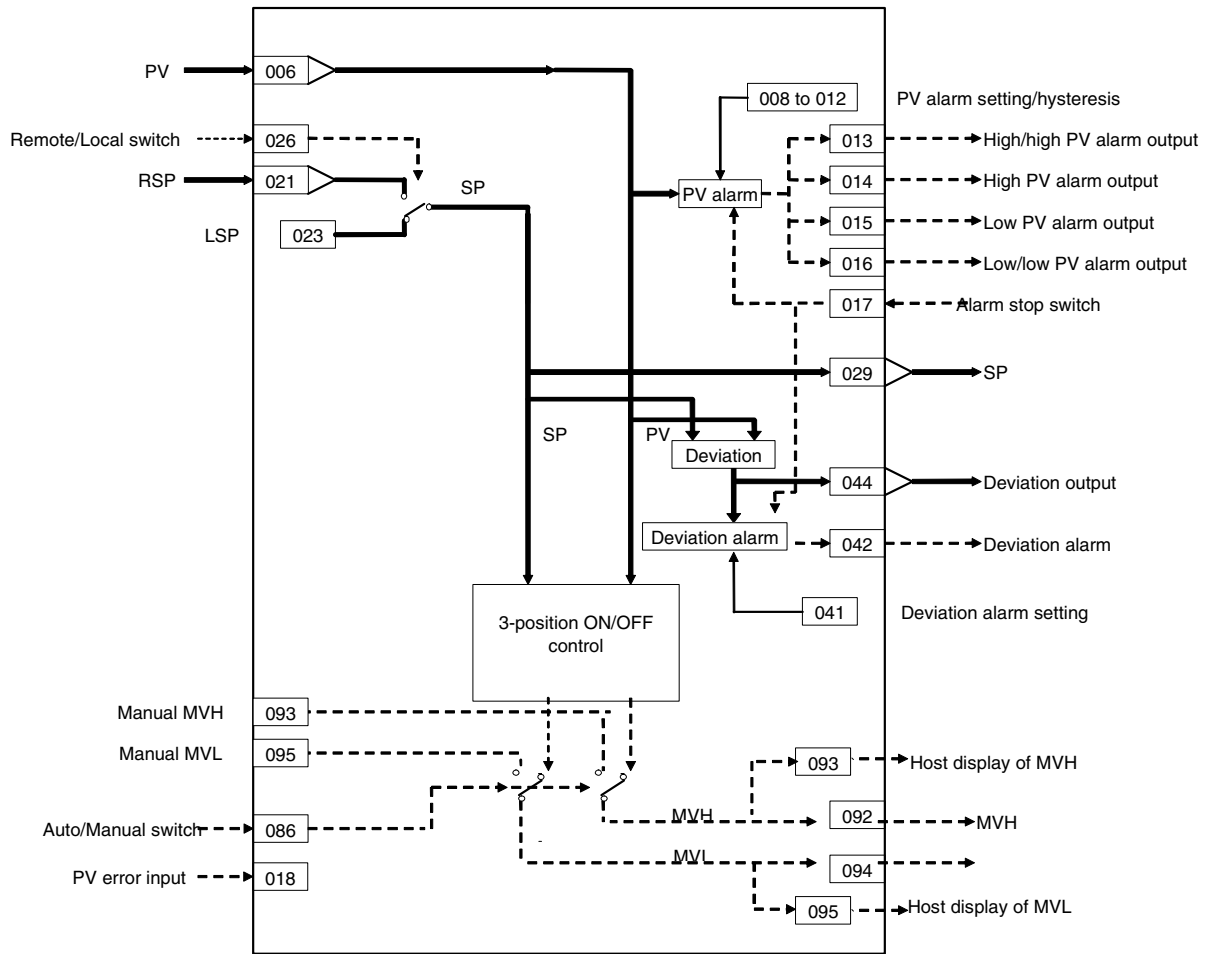 PV
006
008 to 012
PV alarm setting/hysteresis
Remote/Local switch
026
013
High/high PV alarm output
RSP
021
SP
PV alarm
014
High PV alarm output
LSP
023
015
Low PV alarm output
016
Low/low PV alarm output
017
Alarm stop switch
029
SP
SP
PV
Deviation
044
Deviation output
Deviation alarm
042
Deviation alarm
3-position ON/OFF
control
041
Deviation alarm setting
Manual MVH
093
Manual MVL
095
093
Host display of MVH
Auto/Manual switch
086
MVH
092
MVH
PV error input
018
MVL
094
095
Host display of MVL